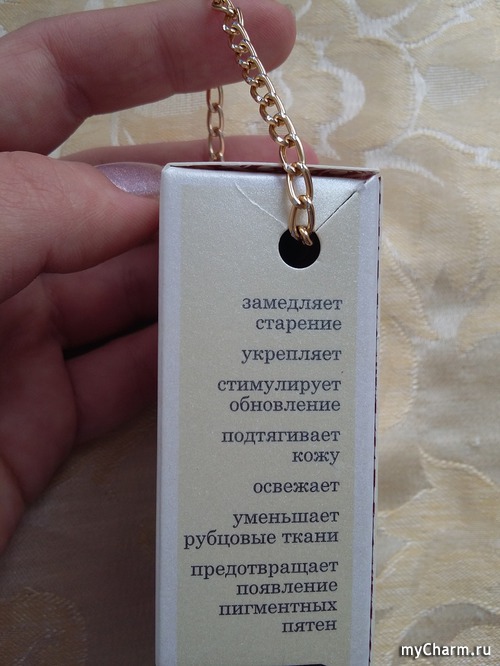 замедляет
старение
укрепляет
стимулирует
обновление
подтягивает
кожу
освежает
уменьшает
рубцовые ткани
предотвращает
появление
пигментных
пятен
myCharm.ru